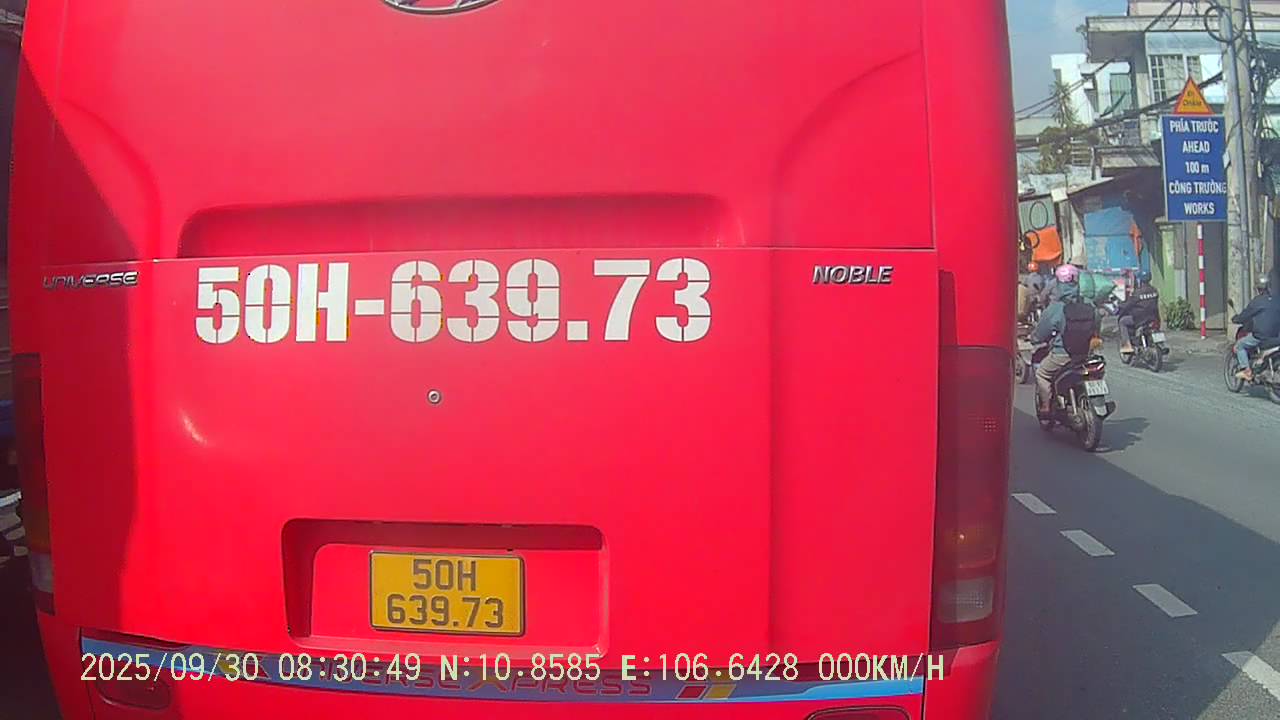 UNIVERSE
50H-639.73
NOBLE
50H
639.73
PHÍA TRƯỚC
AHEAD
100 m
CÔNG TRƯỜNG
WORKS
XPRESS
2025/09/30 08:30:49 N:10.8585 E:106.6428 000KM/H